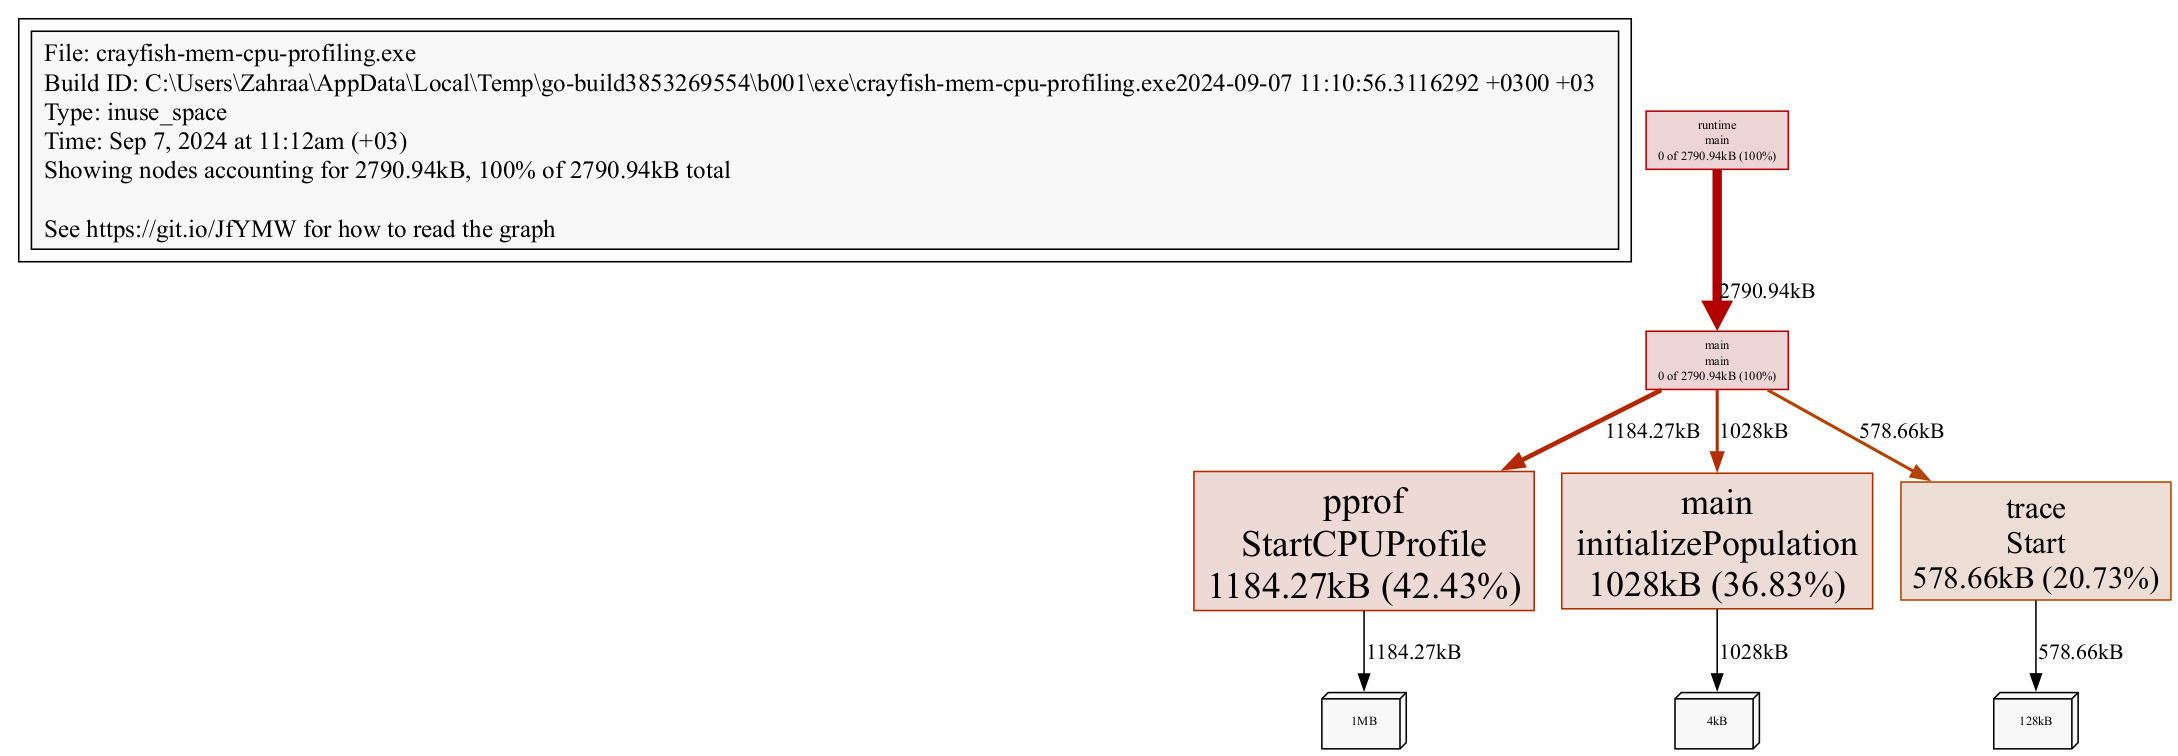 File: crayfish-mem-cpu-profiling.exe
Build ID: C:\Users\Zahraa\AppData\Local\Temp\go-build3853269554\b001\exe\crayfish-mem-cpu-profiling.exe2024-09-07 11:10:56.3116292 +0300 +03
Type: inuse_space
Time: Sep 7, 2024 at 11:12am (+03)
Showing nodes accounting for 2790.94kB, 100% of 2790.94kB total
See https://git.io/JfYMW for how to read the graph
runtime
main
0 of 2790.94kB (100%)
2790.94kB
main
main
0 of 2790.94kB (100%)
1184.27kB
1028kB
578.66kB
pprof
StartCPUProfile
1184.27kB (42.43%)
main
initializePopulation
1028kB (36.83%)
trace
Start
578.66kB (20.73%)
1184.27kB
1028kB
578.66kB
1MB
4kB
128kB